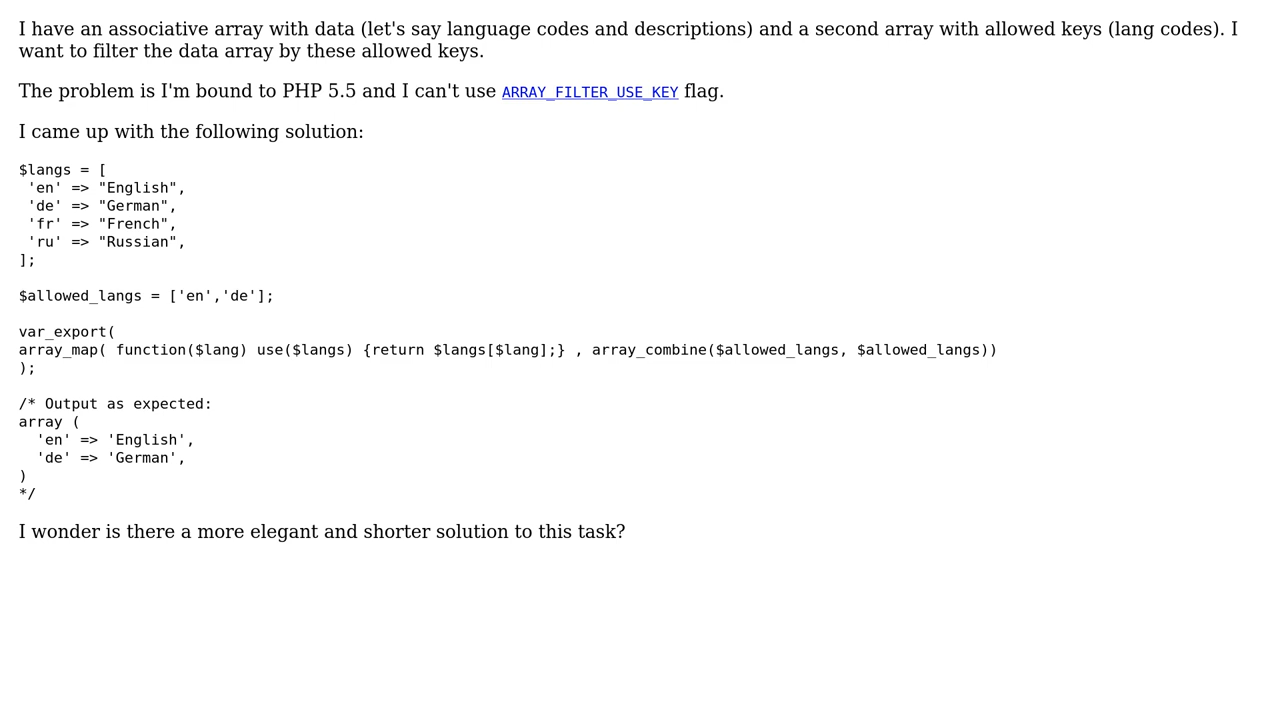 I have an associative array with data (let's say language codes and descriptions) and a second array with allowed keys (lang codes). I
want to filter the data array by these allowed keys.
The problem is I'm bound to PHP 5.5 and I can't use ARRAY_FILTER_USE_KEY flag.
I came up with the following solution:
$langs = [
 'en' => "English",
 'de' => "German",
 'fr' => "French",
 'ru' => "Russian",
];
$allowed_langs = ['en','de'];
var_export(
array_map( function($lang) use($langs) {return $langs[$lang];} , array_combine($allowed_langs, $allowed_langs))
);
/* Output as expected:
array (
  'en' => 'English',
  'de' => 'German',
)
*/
I wonder is there a more elegant and shorter solution to this task?